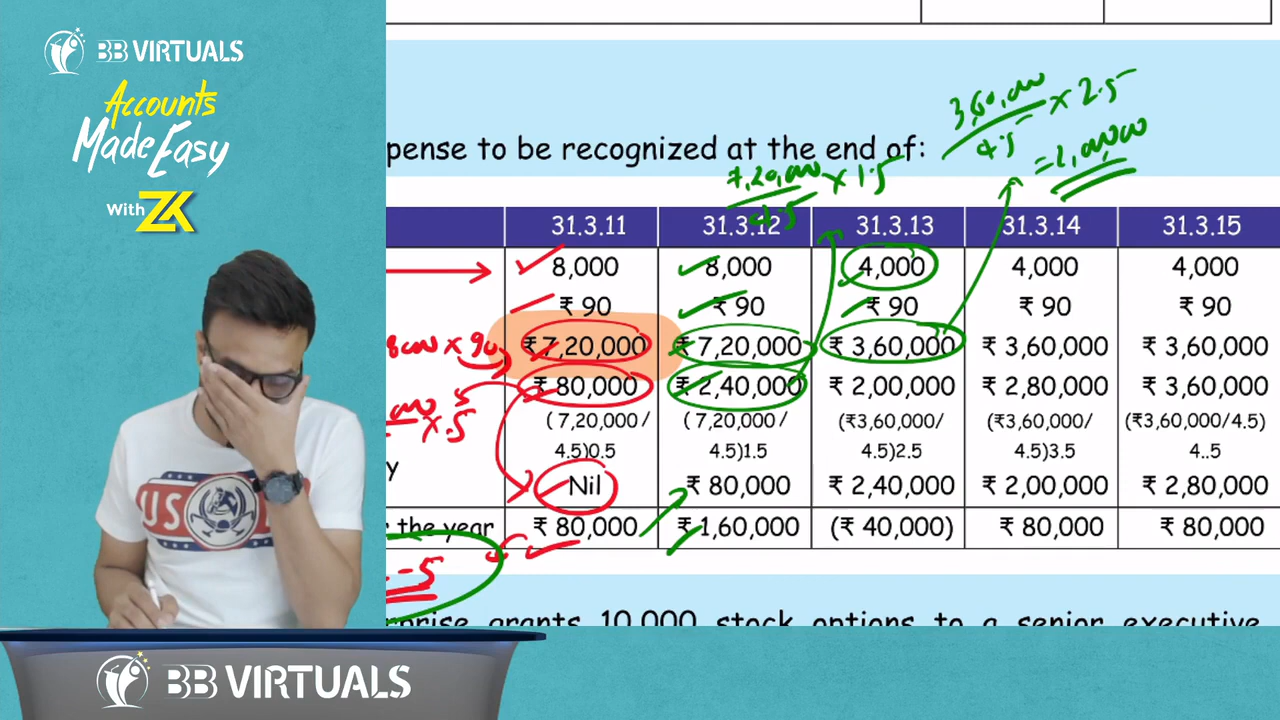 BB VIRTUALS
Accounts
Made Easy
With ZK
pense to be recognized at the end of:
3,60,000 / 4.5 × 2.5
= 2,00,000
7,20,000 / 4.5 × 1.5
31.3.11 31.3.12 31.3.13 31.3.14 31.3.15
8,000 8,000 4,000 4,000 4,000
₹ 90 ₹ 90 ₹ 90 ₹ 90 ₹ 90
× 90 ₹ 7,20,000 ₹ 7,20,000 ₹ 3,60,000 ₹ 3,60,000 ₹ 3,60,000
₹ 80,000 ₹ 2,40,000 ₹ 2,00,000 ₹ 2,80,000 ₹ 3,60,000
× .5 ( 7,20,000/ ( 7,20,000/ (₹3,60,000/ (₹3,60,000/ (₹3,60,000/4.5)
4.5)0.5 4.5)1.5 4.5)2.5 4.5)3.5 4..5
y Nil ₹ 80,000 ₹ 2,40,000 ₹ 2,00,000 ₹ 2,80,000
the year ₹ 80,000 ₹ 1,60,000 (₹ 40,000) ₹ 80,000 ₹ 80,000
grants 10,000 stock options to a senior executive
US
BB VIRTUALS